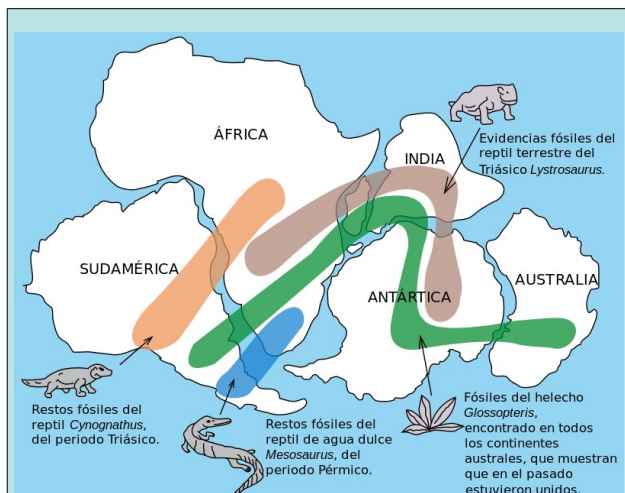 ÁFRICA
INDIA
Evidencias fósiles del
reptil terrestre del
Triásico Lystrosaurus.
SUDAMÉRICA
ANTÁRTICA
AUSTRALIA
Restos fósiles del
reptil Cynognathus,
del periodo Triásico.
Restos fósiles del
reptil de agua dulce
Mesosaurus, del
periodo Pérmico.
Fósiles del helecho
Glossopteris,
encontrado en todos
los continentes
australes, que muestran
que en el pasado
estuvieron unidos.